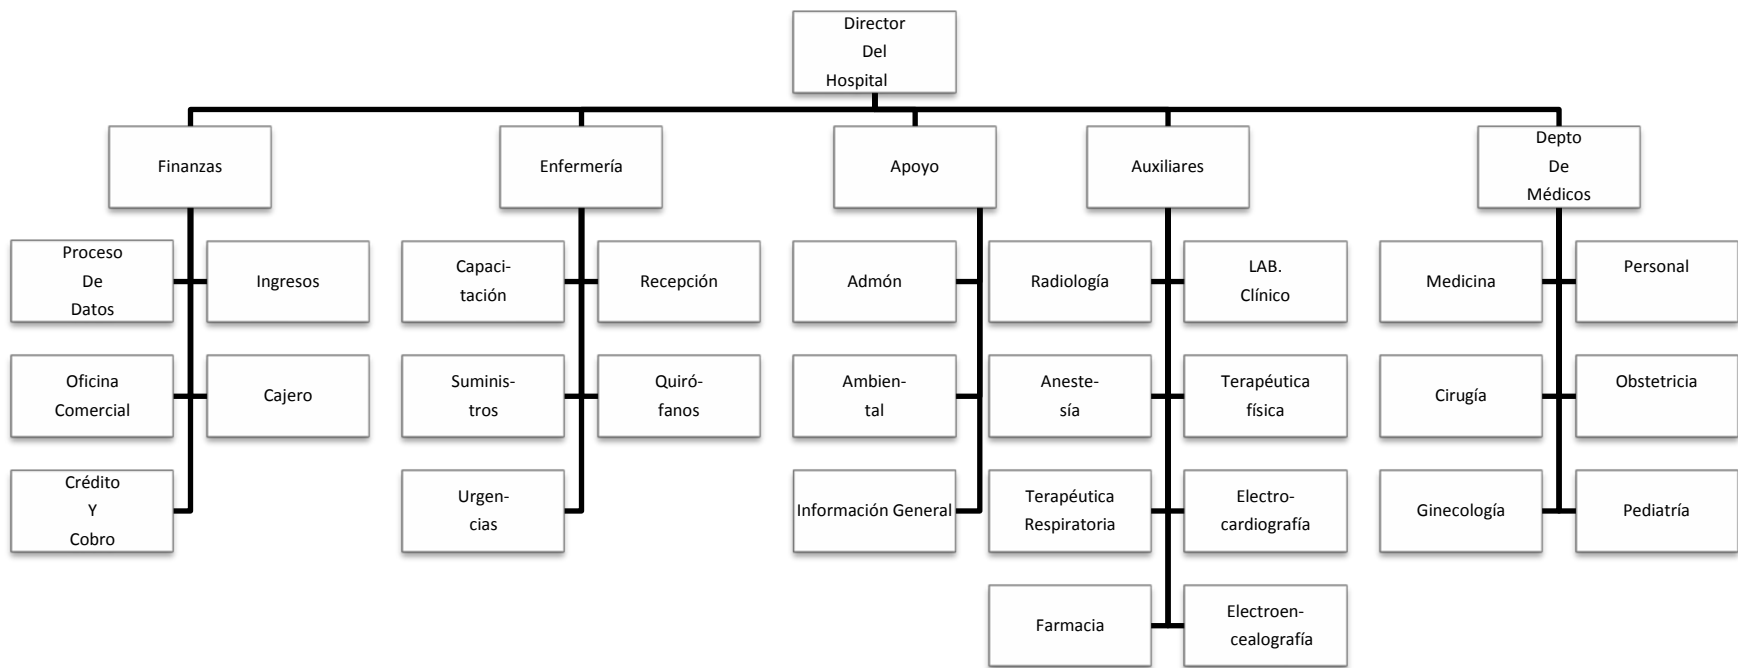 Director
Del
Hospital
Finanzas
Enfermería
Apoyo
Auxiliares
Depto
De
Médicos
Proceso
De
Datos
Ingresos
Oficina
Comercial
Cajero
Crédito
Y
Cobro
Capaci-
tación
Recepción
Suminis-
tros
Quiró-
fanos
Urgen-
cias
Admón
Ambien-
tal
Información General
Radiología
LAB.
Clínico
Aneste-
sía
Terapéutica
física
Terapéutica
Respiratoria
Electro-
cardiografía
Farmacia
Electroen-
cealografía
Medicina
Personal
Cirugía
Obstetricia
Ginecología
Pediatría